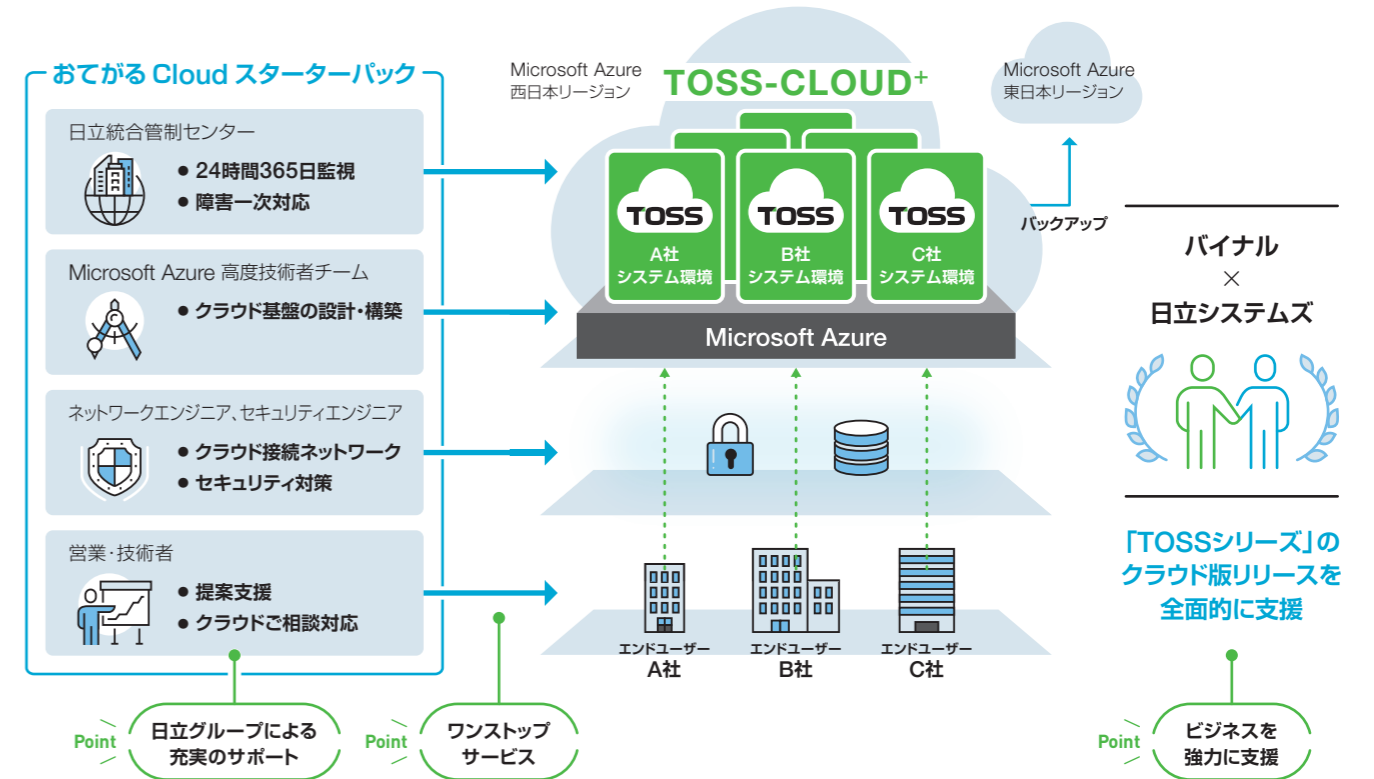 おてがる Cloud スターターパック
日立統合管制センター
● 24時間365日監視
● 障害一次対応
Microsoft Azure 高度技術者チーム
● クラウド基盤の設計・構築
ネットワークエンジニア、セキュリティエンジニア
● クラウド接続ネットワーク
● セキュリティ対策
営業・技術者
● 提案支援
● クラウドご相談対応
Point
日立グループによる
充実のサポート
Point
ワンストップ
サービス
Microsoft Azure
西日本リージョン
TOSS-CLOUD+
TOSS
A社
システム環境
TOSS
B社
システム環境
TOSS
C社
システム環境
Microsoft Azure
エンドユーザー
A社
エンドユーザー
B社
エンドユーザー
C社
Microsoft Azure
東日本リージョン
バックアップ
バイナル
×
日立システムズ
「TOSSシリーズ」の
クラウド版リリースを
全面的に支援
Point
ビジネスを
強力に支援